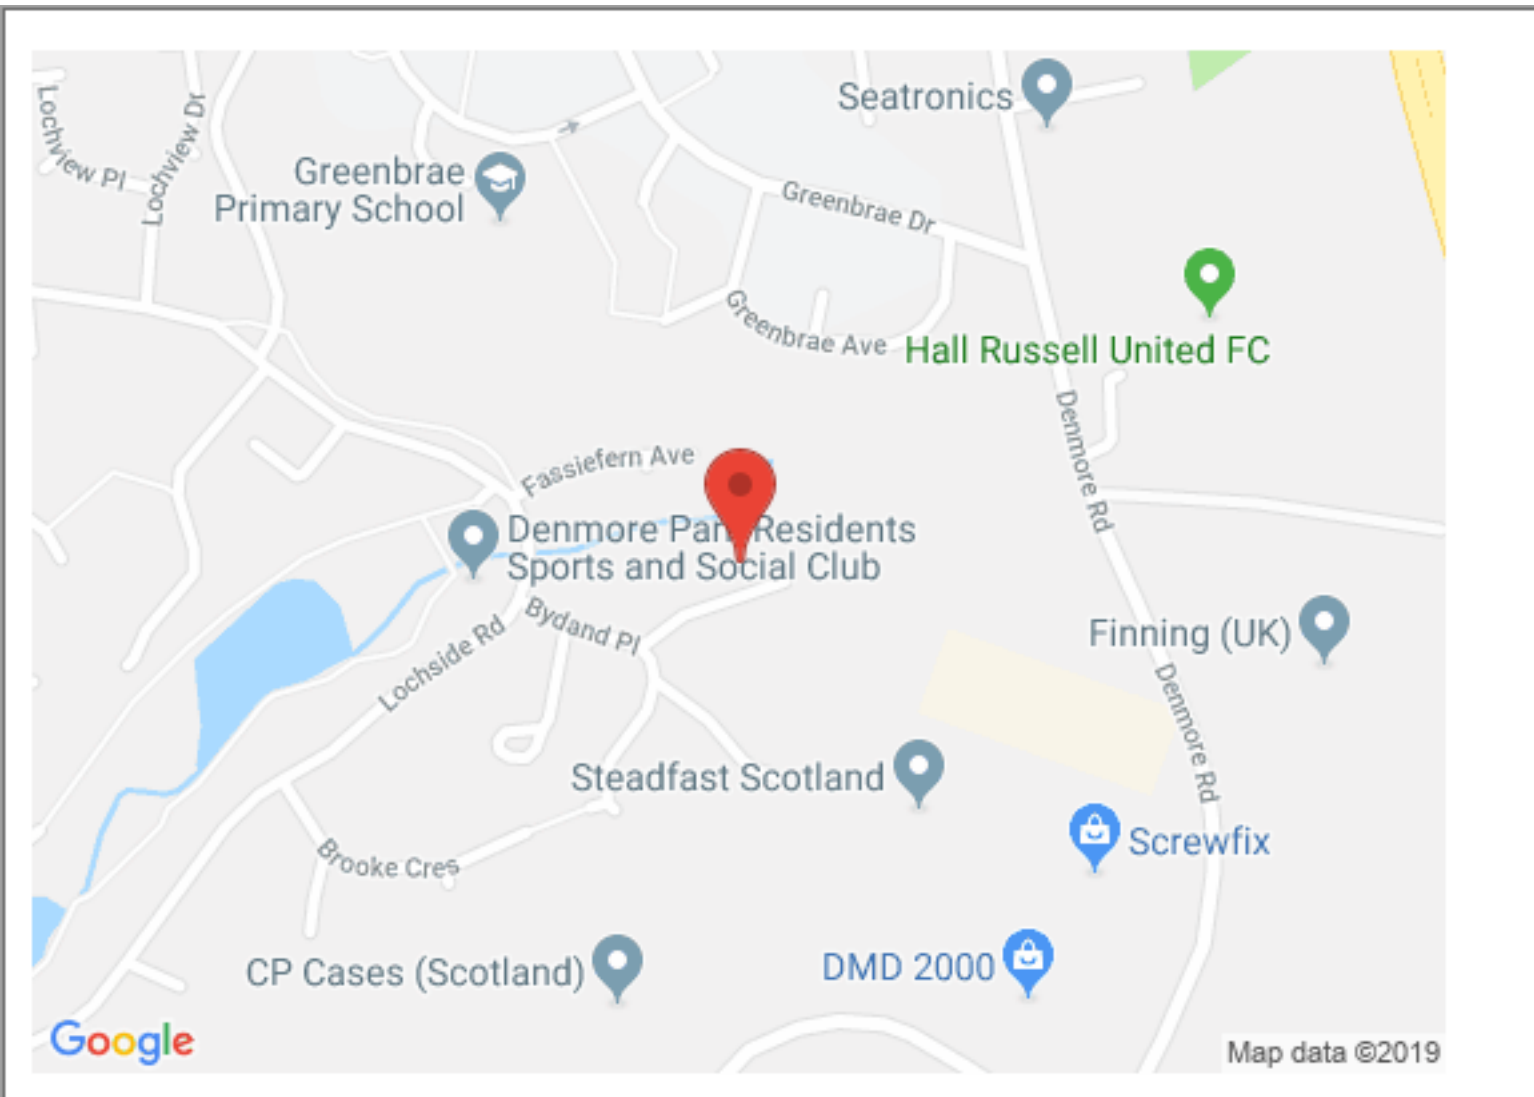 Seatronics
Lochview Pl
Lochview Dr
Greenbrae
Primary School
Greenbrae Dr
Greenbrae Ave
Hall Russell United FC
Denmore Rd
Fassiefern Ave
Denmore Residents
Sports and Social Club
Bydand Pl
Lochside Rd
Finning (UK)
Denmore Rd
Steadfast Scotland
Screwfix
Brooke Cres
CP Cases (Scotland)
DMD 2000
Google
Map data ©2019